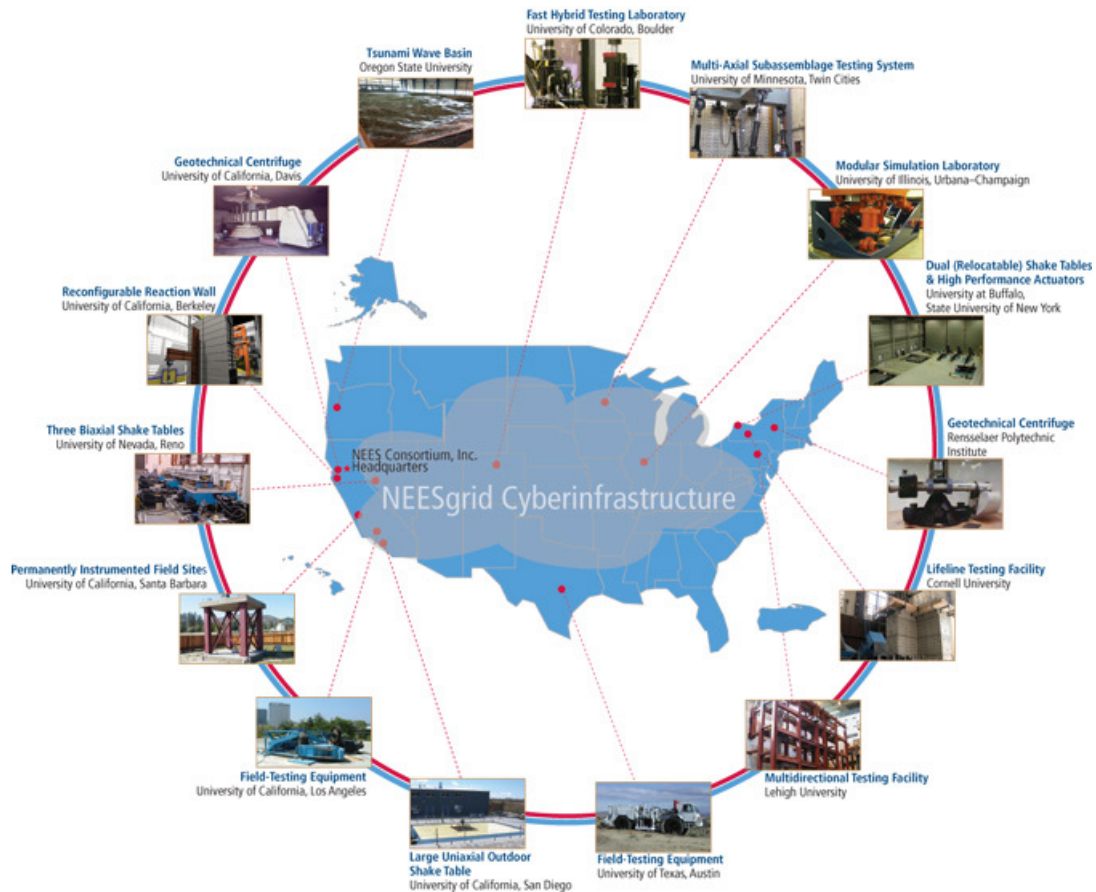 Fast Hybrid Testing Laboratory
University of Colorado, Boulder
Tsunami Wave Basin
Oregon State University
Multi-Axial Subassemblage Testing System
University of Minnesota, Twin Cities
Geotechnical Centrifuge
University of California, Davis
Modular Simulation Laboratory
University of Illinois, Urbana–Champaign
Dual (Relocatable) Shake Tables
& High Performance Actuators
University at Buffalo,
State University of New York
Reconfigurable Reaction Wall
University of California, Berkeley
Three Biaxial Shake Tables
University of Nevada, Reno
Geotechnical Centrifuge
Rensselaer Polytechnic
Institute
NEES Consortium, Inc.
Headquarters
NEESgrid Cyberinfrastructure
Permanently Instrumented Field Sites
University of California, Santa Barbara
Lifeline Testing Facility
Cornell University
Field-Testing Equipment
University of California, Los Angeles
Multidirectional Testing Facility
Lehigh University
Large Uniaxial Outdoor
Shake Table
University of California, San Diego
Field-Testing Equipment
University of Texas, Austin